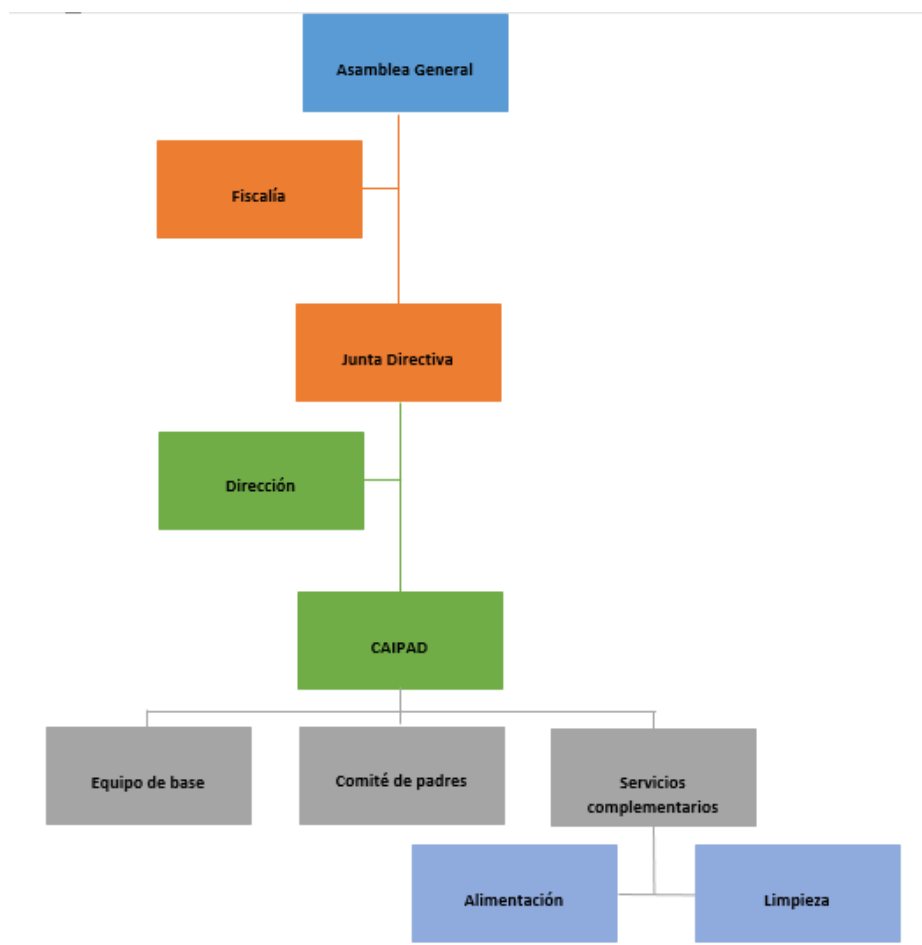 Asamblea General
Fiscalía
Junta Directiva
Dirección
CAIPAD
Equipo de base
Comité de padres
Servicios
complementarios
Alimentación
Limpieza